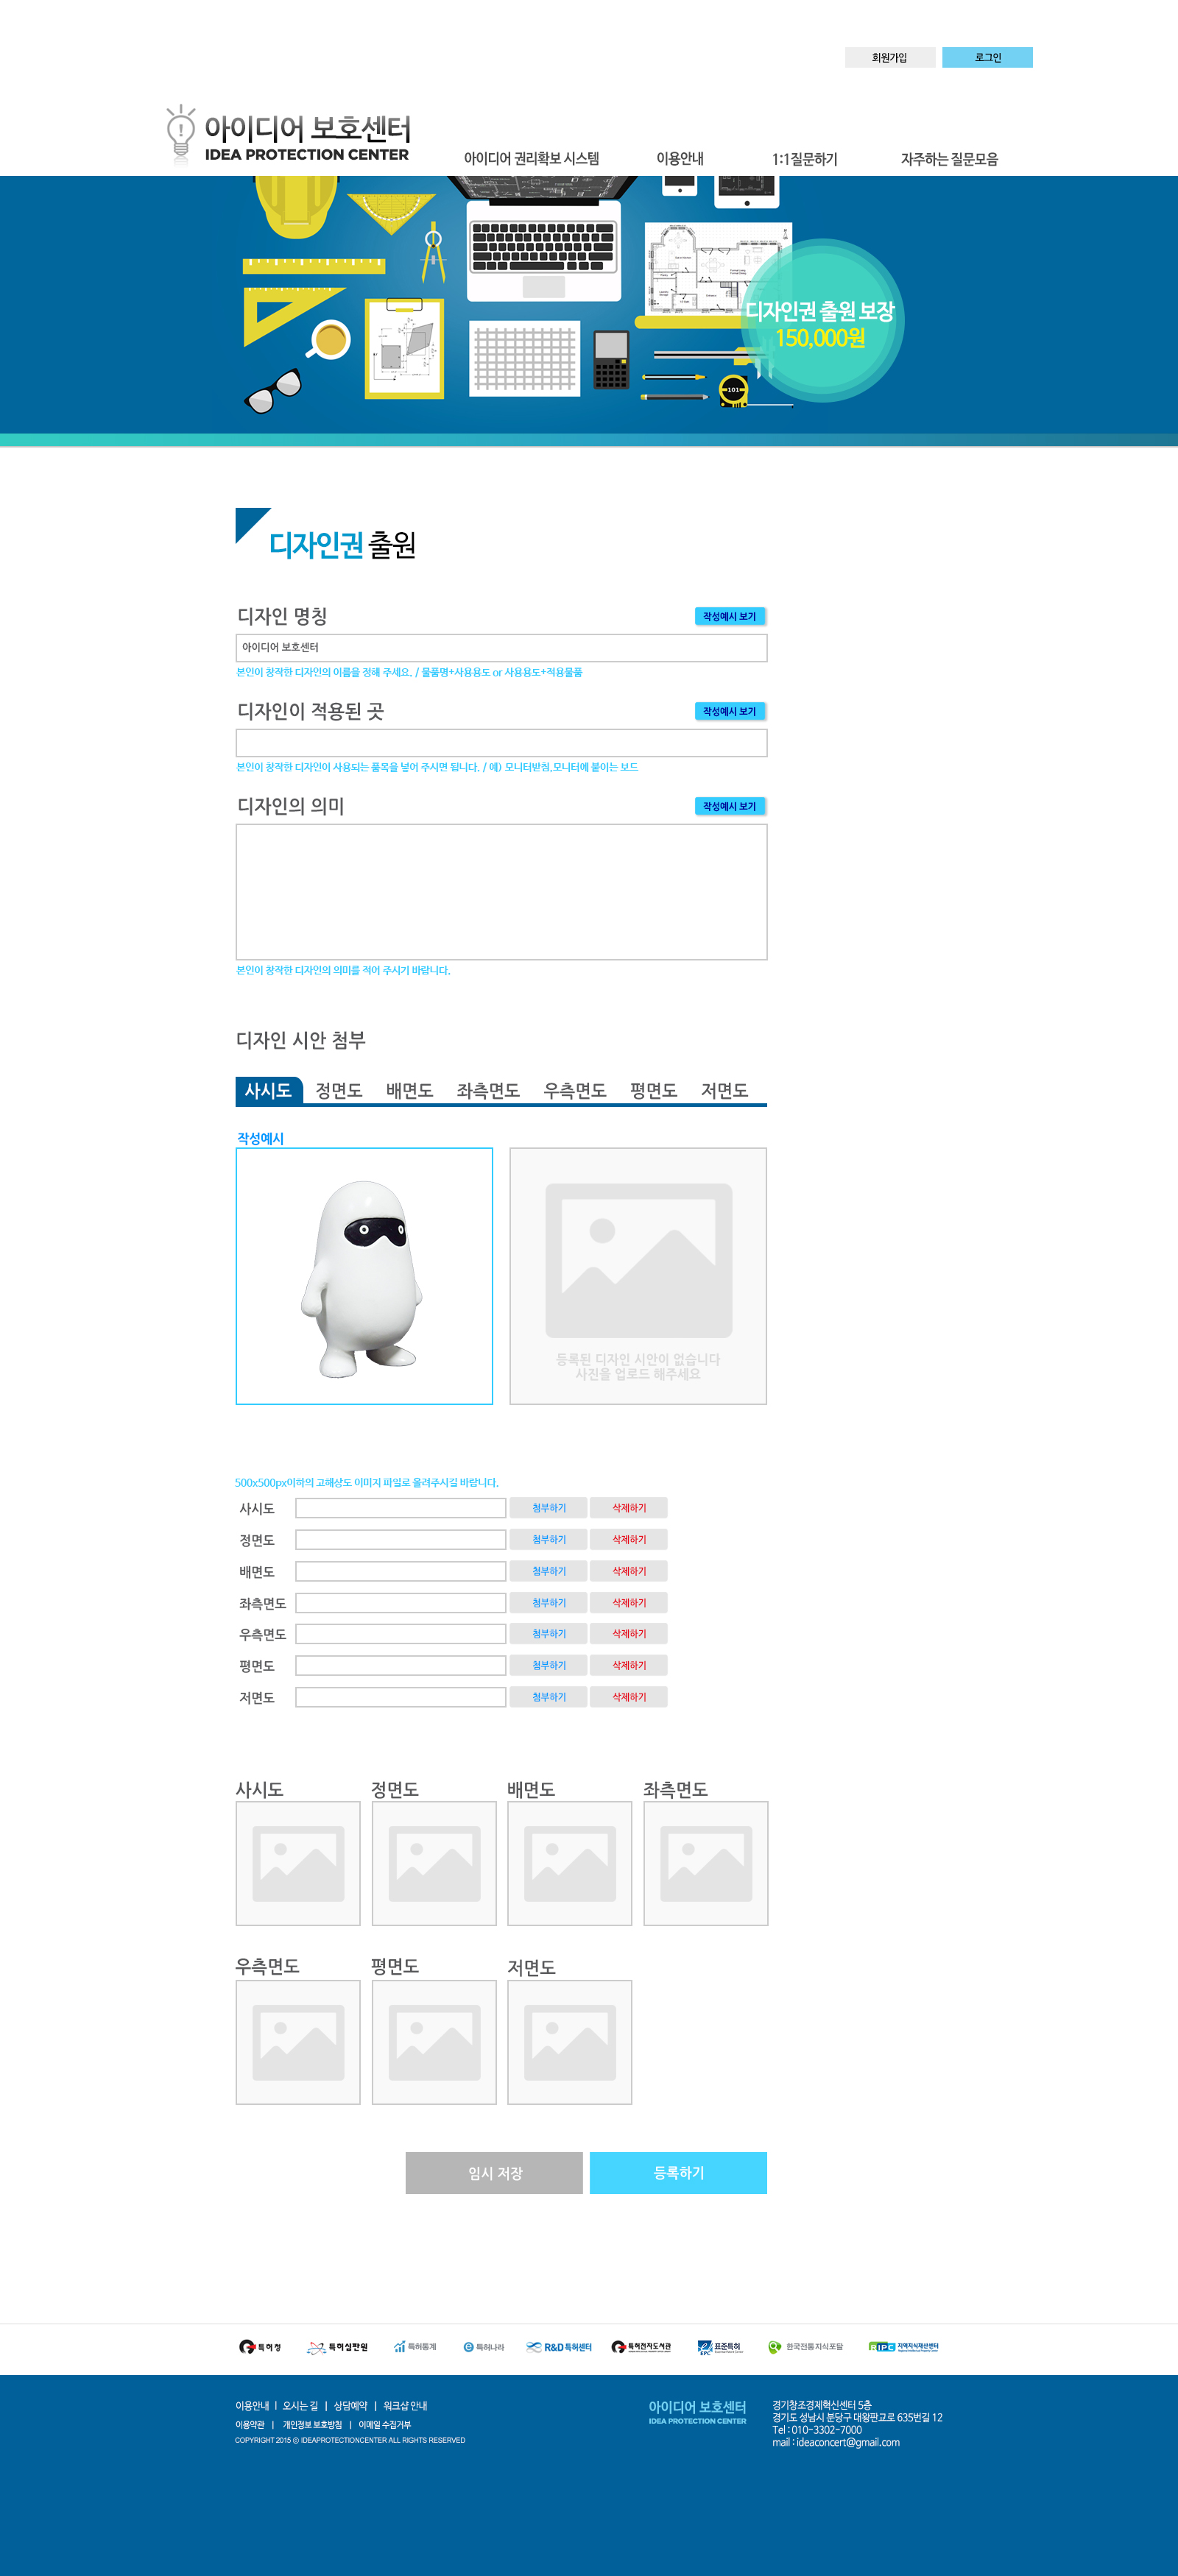 회원가입
로그인
아이디어 보호센터
IDEA PROTECTION CENTER
아이디어 권리확보 시스템
이용안내
1:1질문하기
자주하는 질문모음
디자인권 출원 보장
150,000원
101
디자인권 출원
디자인 명칭
작성예시 보기
아이디어 보호센터
본인이 창작한 디자인의 이름을 정해 주세요. / 물품명+사용용도 or 사용용도+적용물품
디자인이 적용된 곳
작성예시 보기
본인이 창작한 디자인이 사용되는 품목을 넣어 주시면 됩니다. / 예) 모니터받침,모니터에 붙이는 보드
디자인의 의미
작성예시 보기
본인이 창작한 디자인의 의미를 적어 주시기 바랍니다.
디자인 시안 첨부
사시도
정면도
배면도
좌측면도
우측면도
평면도
저면도
작성예시
등록된 디자인 시안이 없습니다
사진을 업로드 해주세요
500x500px이하의 고해상도 이미지 파일로 올려주시길 바랍니다.
사시도 첨부하기 삭제하기
정면도 첨부하기 삭제하기
배면도 첨부하기 삭제하기
좌측면도 첨부하기 삭제하기
우측면도 첨부하기 삭제하기
평면도 첨부하기 삭제하기
저면도 첨부하기 삭제하기
사시도
정면도
배면도
좌측면도
우측면도
평면도
저면도
임시 저장
등록하기
특허청
특허심판원
특허통계
특허나라
R&D 특허센터
특허전자도서관
EPC 표준특허
한국전통지식포탈
RIPC 지역지식재산센터
이용안내 | 오시는 길 | 상담예약 | 워크샵 안내
이용약관 | 개인정보 보호방침 | 이메일 수집거부
COPYRIGHT 2015 ⓒ IDEAPROTECTIONCENTER ALL RIGHTS RESERVED
아이디어 보호센터
IDEA PROTECTION CENTER
경기창조경제혁신센터 5층
경기도 성남시 분당구 대왕판교로 635번길 12
Tel : 010-3302-7000
mail : ideaconcert@gmail.com